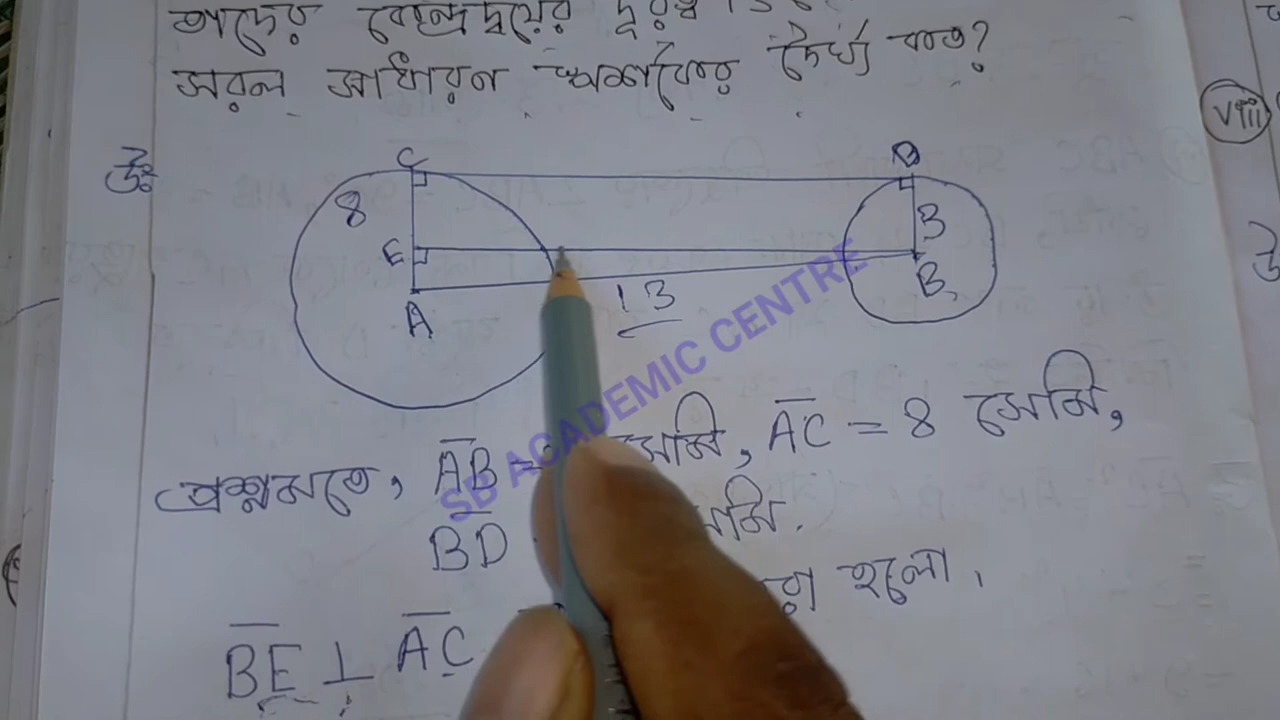 তাদের কেন্দ্রদ্বয়ের দূরত্ব
সরল সাধারণ স্পর্শকের দৈর্ঘ্য কত?
viii
উঃ
C D
8
E 3
A 13 B
প্রশ্নমতে, AB = সেমি, AC = 8 সেমি,
BD সেমি.
হলো।
BE ⊥ AC
SB ACADEMIC CENTRE